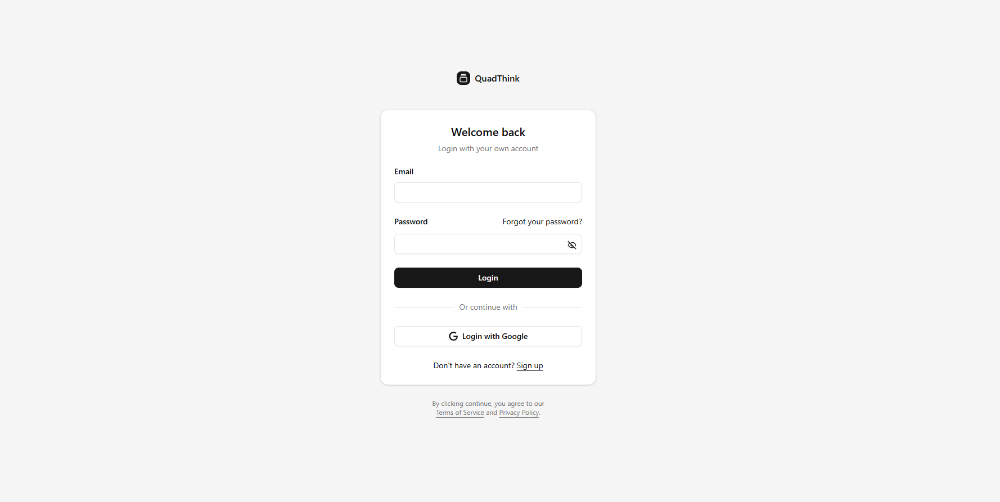 QuadThink
Welcome back
Login with your own account
Email
Password
Forgot your password?
Login
Or continue with
Login with Google
Don't have an account? Sign up
By clicking continue, you agree to our
Terms of Service and Privacy Policy.